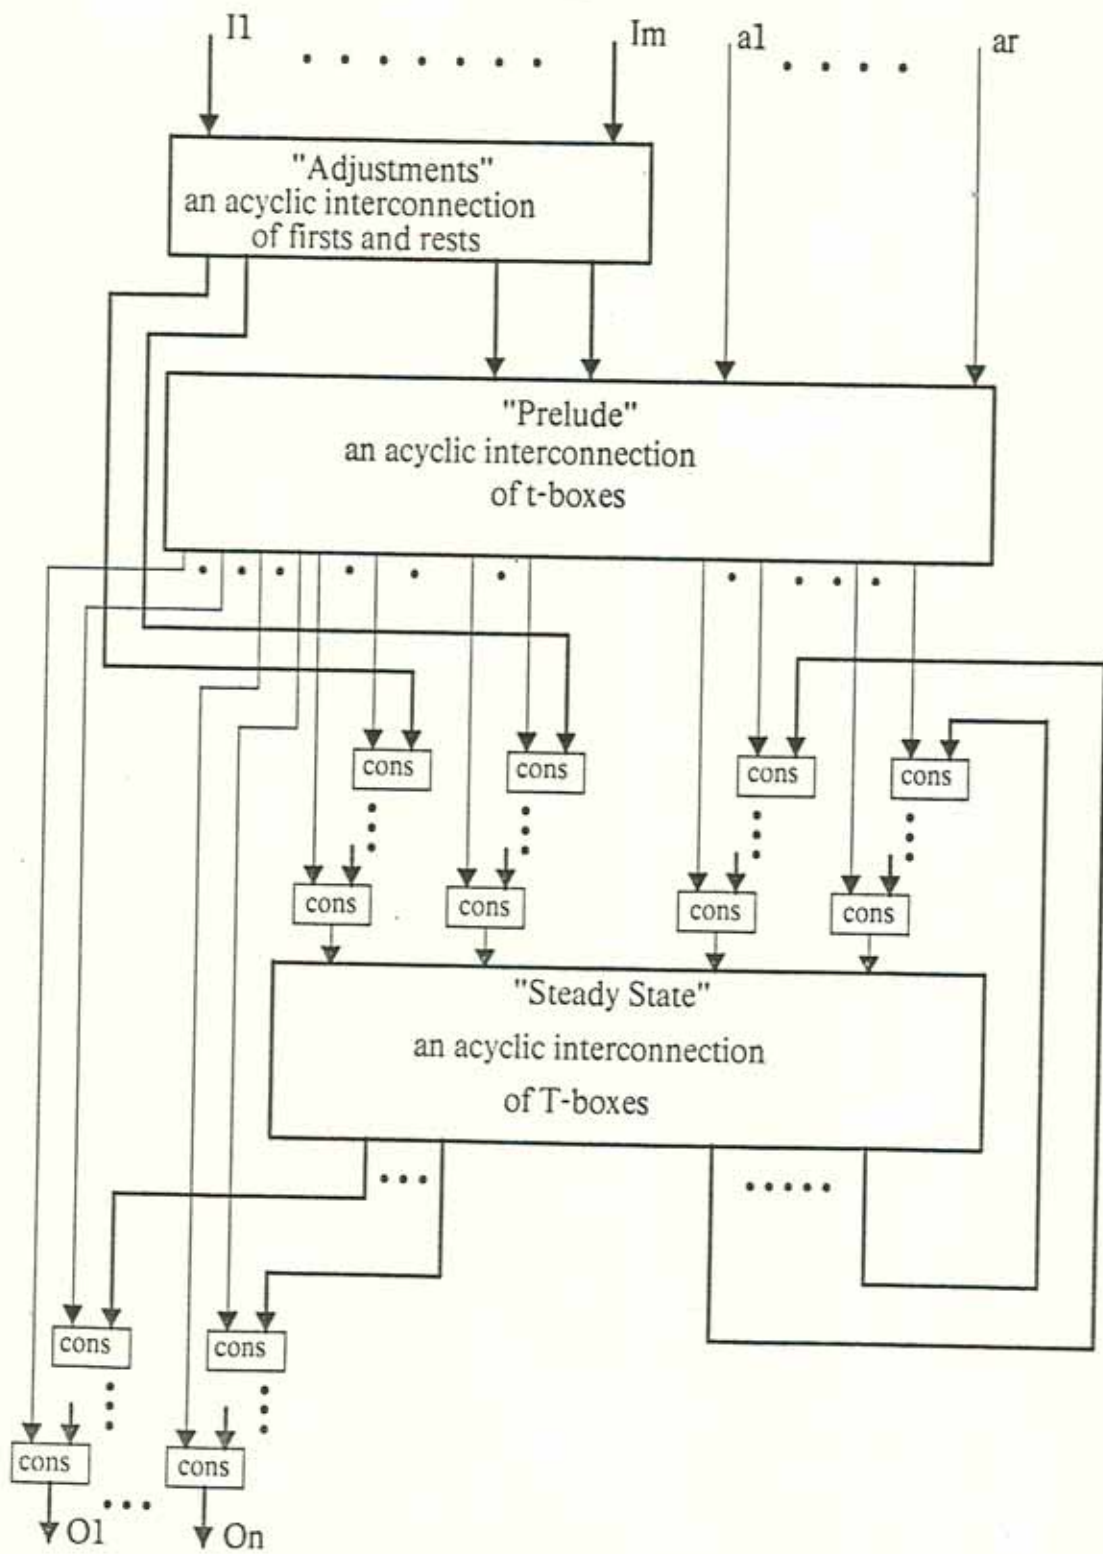 I1
Im
a1
ar
"Adjustments"
an acyclic interconnection
of firsts and rests
"Prelude"
an acyclic interconnection
of t-boxes
cons
cons
cons
cons
cons
cons
cons
cons
"Steady State"
an acyclic interconnection
of T-boxes
cons
cons
cons
cons
O1
On